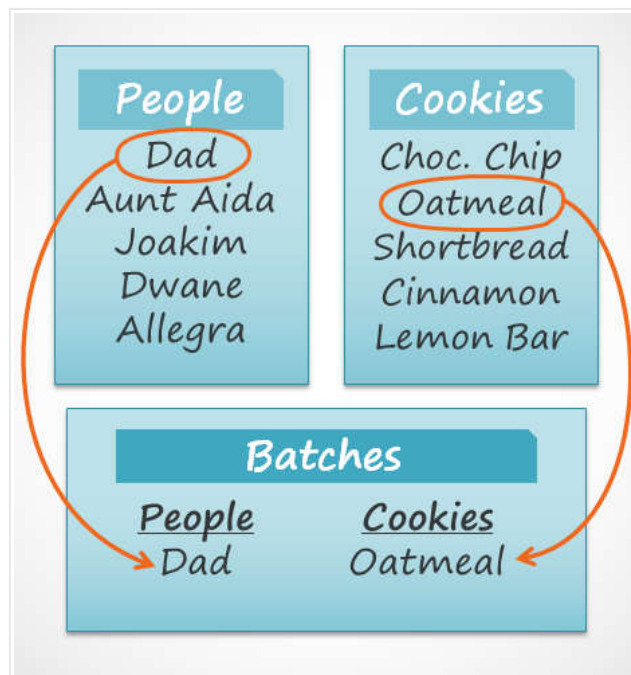 People
Dad
Aunt Aida
Joakim
Dwane
Allegra
Cookies
Choc. Chip
Oatmeal
Shortbread
Cinnamon
Lemon Bar
Batches
People Cookies
Dad Oatmeal